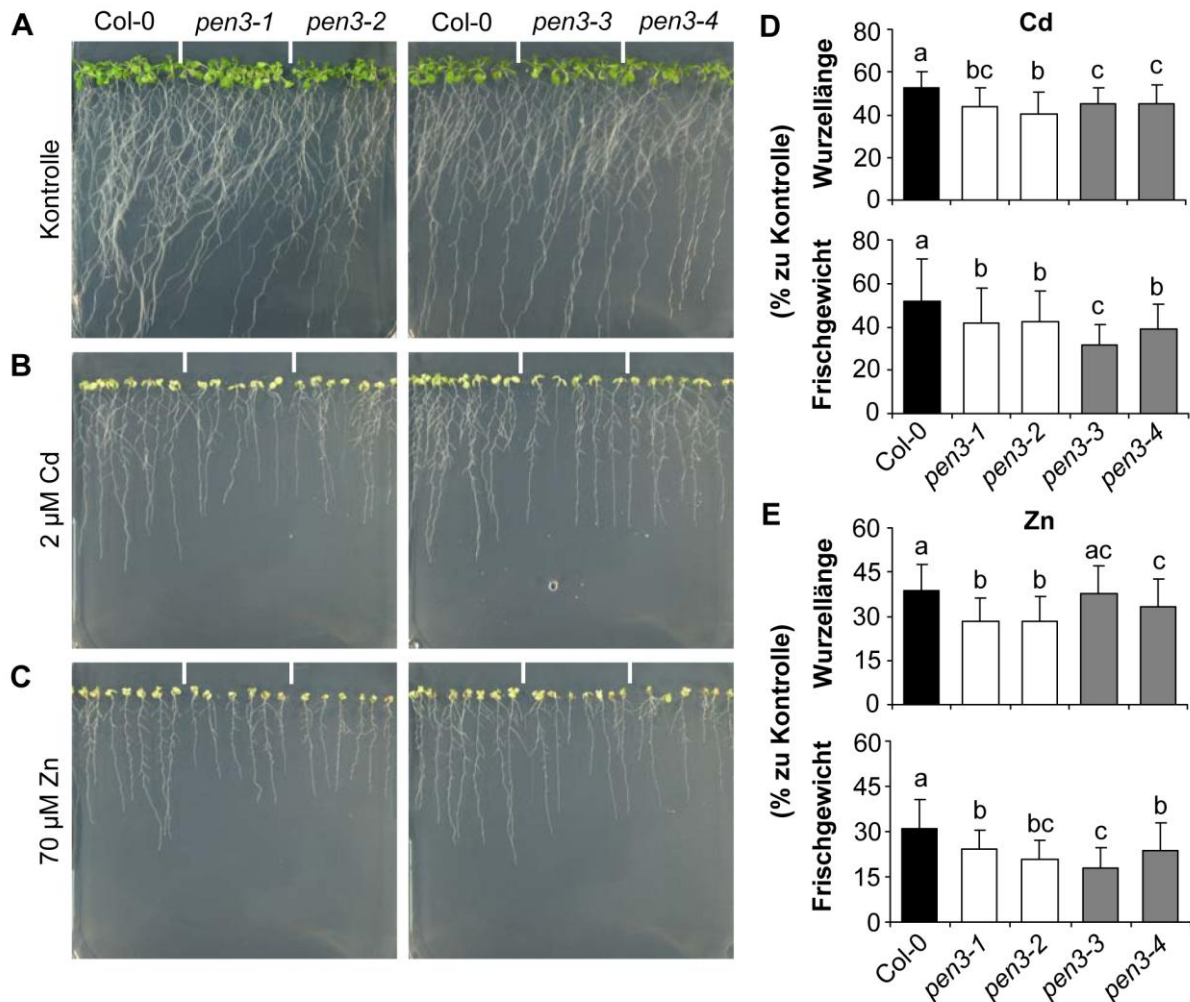 A
Col-0 pen3-1 pen3-2 Col-0 pen3-3 pen3-4
Kontrolle
B
2 µM Cd
C
70 µM Zn
D
Cd
(% zu Kontrolle)
Wurzellänge
80
60
40
20
0
a bc b c c
Frischgewicht
80
60
40
20
0
a b b c b
Col-0 pen3-1 pen3-2 pen3-3 pen3-4
E
Zn
(% zu Kontrolle)
Wurzellänge
60
45
30
15
0
a b b ac c
Frischgewicht
60
45
30
15
0
a b bc c b
Col-0 pen3-1 pen3-2 pen3-3 pen3-4